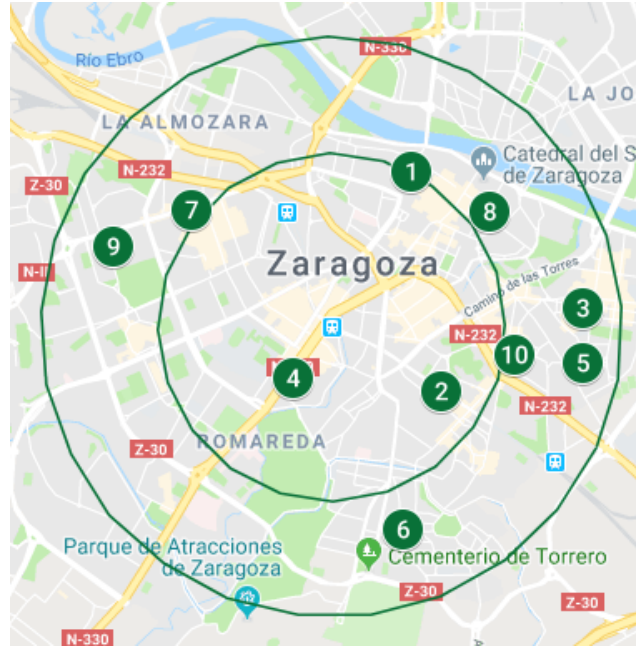 N-330
Río Ebro
LA JO
LA ALMOZARA
Catedral del S
de Zaragoza
N-232
1
Z-30
7
8
9
Zaragoza
N-II
Camino de las Torres
3
N-232
10
5
4
2
N-232
ROMAREDA
Z-30
6
Parque de Atracciones
de Zaragoza
Cementerio de Torrero
Z-30
Z-30
N-330
A